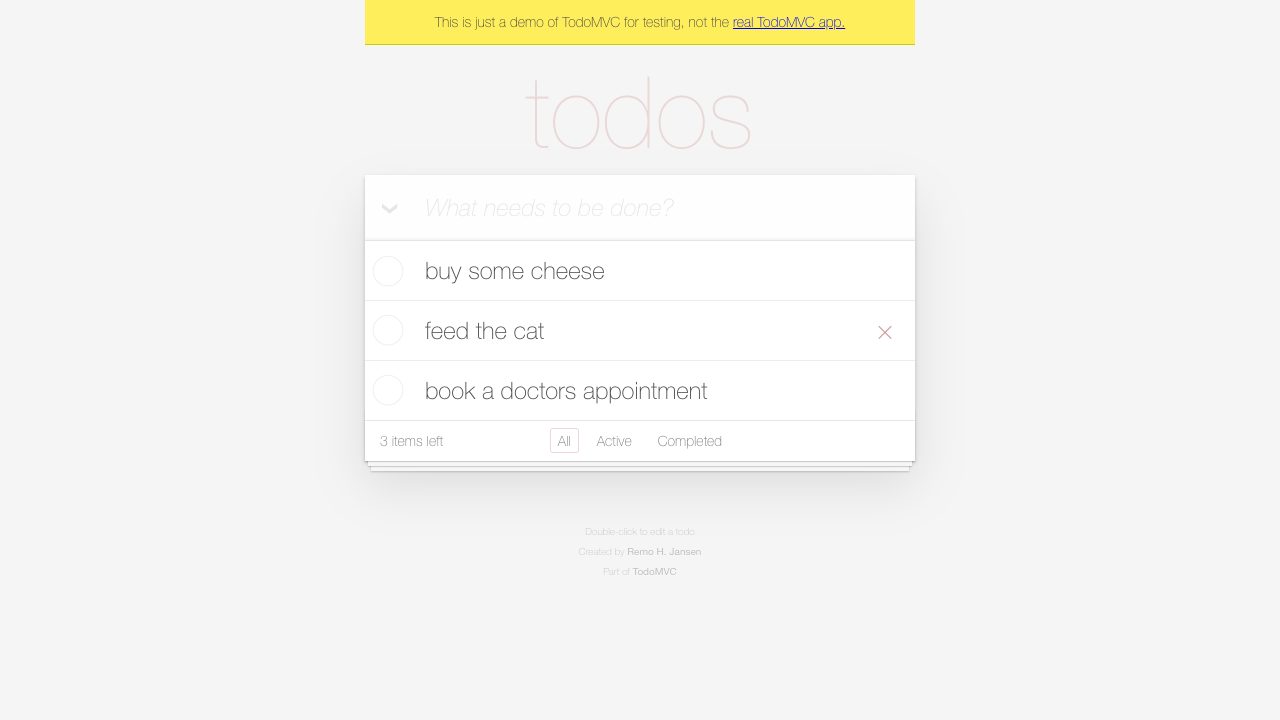 This is just a demo of TodoMVC for testing, not the real TodoMVC app.
todos
What needs to be done?
buy some cheese
feed the cat
book a doctors appointment
3 items left All Active Completed
Double-click to edit a todo
Created by Remo H. Jansen
Part of TodoMVC